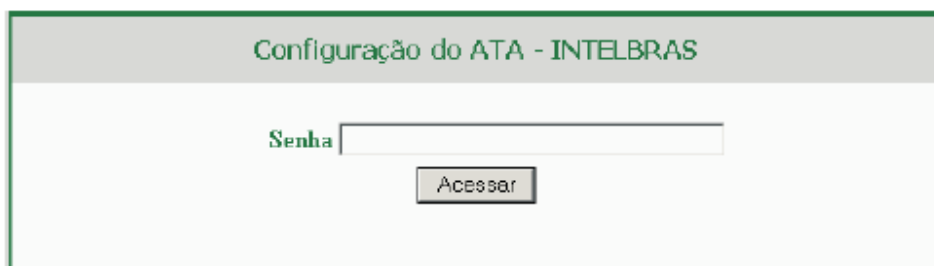 Configuração do ATA - INTELBRAS
Senha
Acessar